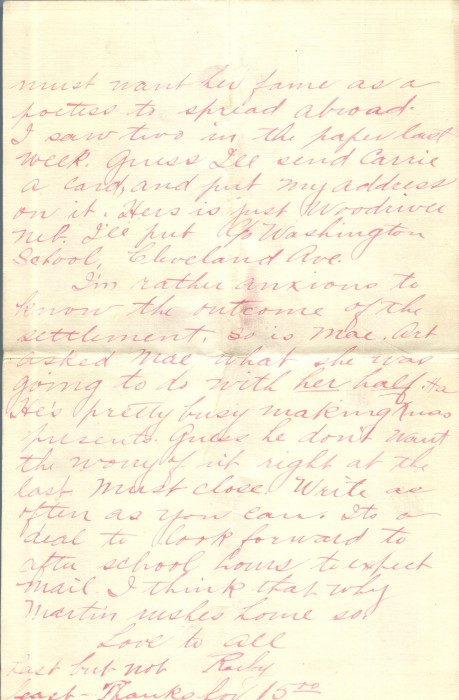 must want her fame as a
poetess to spread abroad.
I saw two in the paper last
week. Guess I'll send Carrie
a card, and put my address
on it. Hers is just Woodriver
Neb. I'll put c/o Washington
School, Cleveland Ave.
I'm rather anxious to
know the outcome of the
settlement. So is Mae. Art
asked Mae what she was
going to do with her half. Ha
He's pretty busy making Xmas
presents. Guess he don't want
the worry of it right at the
last. Must close. Write as
often as you can. Its a
deal to look forward to
after school hours to expect
mail. I think that why
Martin rushes home so.
Love to all
Last but not Ruby
least - Thanks for 15 00